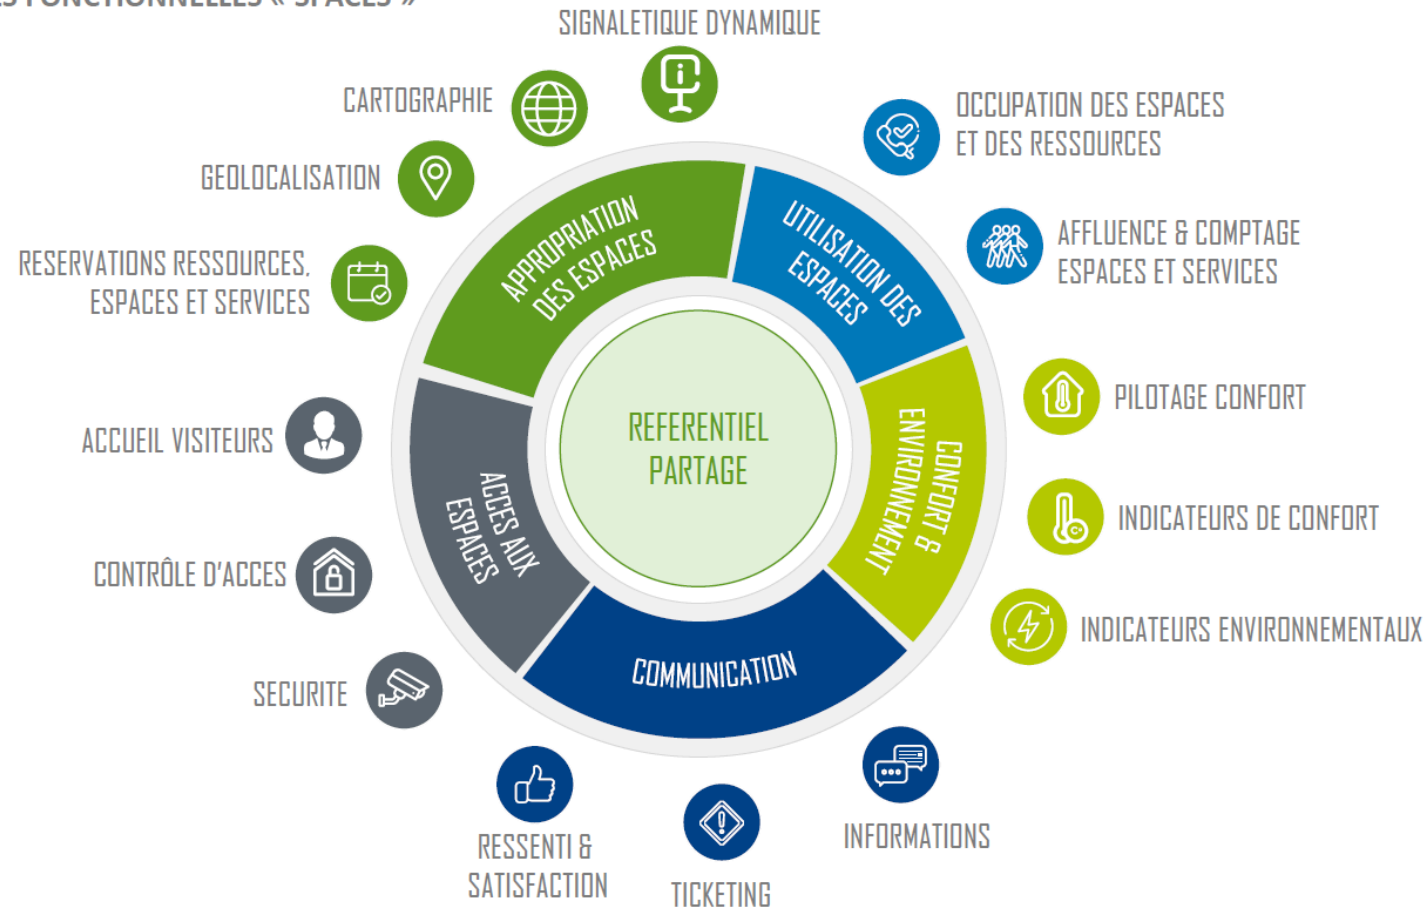 FONCTIONNELLES « SPACES »
SIGNALETIQUE DYNAMIQUE
CARTOGRAPHIE
GEOLOCALISATION
RESERVATIONS RESSOURCES,
ESPACES ET SERVICES
ACCUEIL VISITEURS
CONTRÔLE D'ACCES
SECURITE
RESSENTI &
SATISFACTION
TICKETING
INFORMATIONS
INDICATEURS ENVIRONNEMENTAUX
INDICATEURS DE CONFORT
PILOTAGE CONFORT
AFFLUENCE & COMPTAGE
ESPACES ET SERVICES
OCCUPATION DES ESPACES
ET DES RESSOURCES
APPROPRIATION
DES ESPACES
UTILISATION DES
ESPACES
CONFORT &
ENVIRONNEMENT
COMMUNICATION
ACCES AUX
ESPACES
REFERENTIEL
PARTAGE